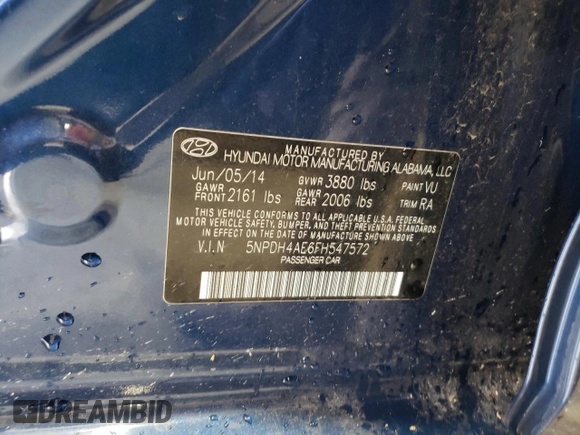 MANUFACTURED BY
HYUNDAI MOTOR MANUFACTURING ALABAMA, LLC
Jun/05/14 GVWR 3880 lbs PAINT VU
GAWR FRONT 2161 lbs GAWR REAR 2006 lbs TRIM RA
THIS VEHICLE CONFORMS TO ALL APPLICABLE U.S.A. FEDERAL
MOTOR VEHICLE SAFETY, BUMPER, AND THEFT PREVENTION STANDARDS
IN EFFECT ON THE DATE OF MANUFACTURE SHOWN ABOVE.
V.I.N 5NPDH4AE6FH547572
PASSENGER CAR
DREAMBID